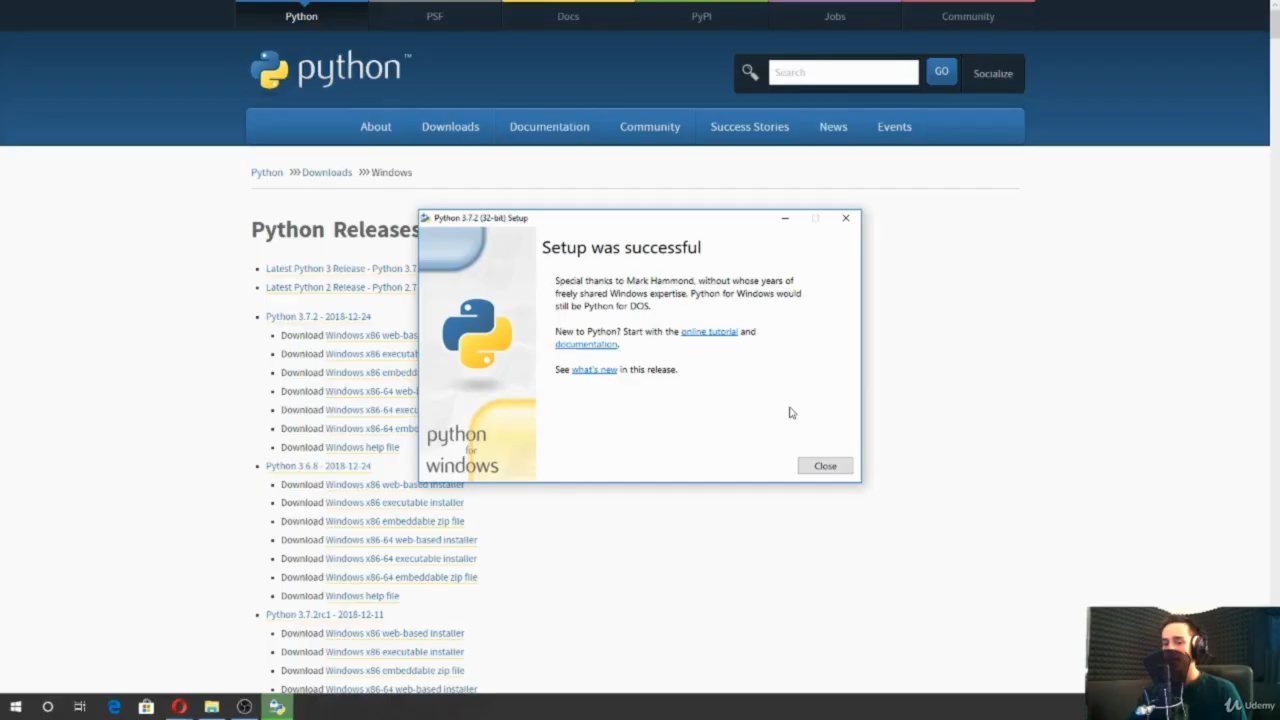 Python
PSF
Docs
PyPI
Jobs
Community
python™
Search
GO
Socialize
About
Downloads
Documentation
Community
Success Stories
News
Events
Python >>> Downloads >>> Windows
Python Releases
Latest Python 3 Release - Python 3.7
Latest Python 2 Release - Python 2.7
Python 3.7.2 - 2018-12-24
Download Windows x86 web-bas
Download Windows x86 executab
Download Windows x86 embedd
Download Windows x86-64 web-
Download Windows x86-64 execu
Download Windows x86-64 embe
Download Windows help file
Python 3.6.8 - 2018-12-24
Download Windows x86 web-based installer
Download Windows x86 executable installer
Download Windows x86 embeddable zip file
Download Windows x86-64 web-based installer
Download Windows x86-64 executable installer
Download Windows x86-64 embeddable zip file
Download Windows help file
Python 3.7.2rc1 - 2018-12-11
Download Windows x86 web-based installer
Download Windows x86 executable installer
Download Windows x86 embeddable zip file
Download Windows x86-64 web-based installer
Python 3.7.2 (32-bit) Setup
Setup was successful
Special thanks to Mark Hammond, without whose years of
freely shared Windows expertise, Python for Windows would
still be Python for DOS.
New to Python? Start with the online tutorial and
documentation.
See what's new in this release.
python
for
windows
Close
Udemy